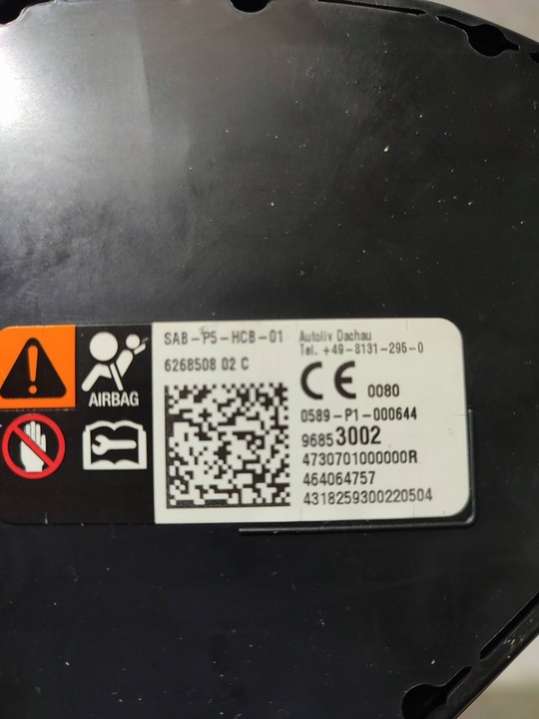 SAB-P5-HCB-01
6268508 02 C
AIRBAG
Autoliv Dachau
Tel. +49-8131-296-0
CE 0080
0589-P1-000644
96853002
4730701000000R
464064757
4318259300220504